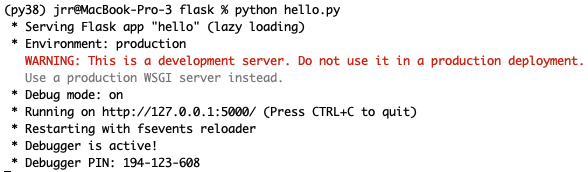 (py38) jrr@MacBook-Pro-3 flask % python hello.py
* Serving Flask app "hello" (lazy loading)
* Environment: production
WARNING: This is a development server. Do not use it in a production deployment.
Use a production WSGI server instead.
* Debug mode: on
* Running on http://127.0.0.1:5000/ (Press CTRL+C to quit)
* Restarting with fsevents reloader
* Debugger is active!
* Debugger PIN: 194-123-608